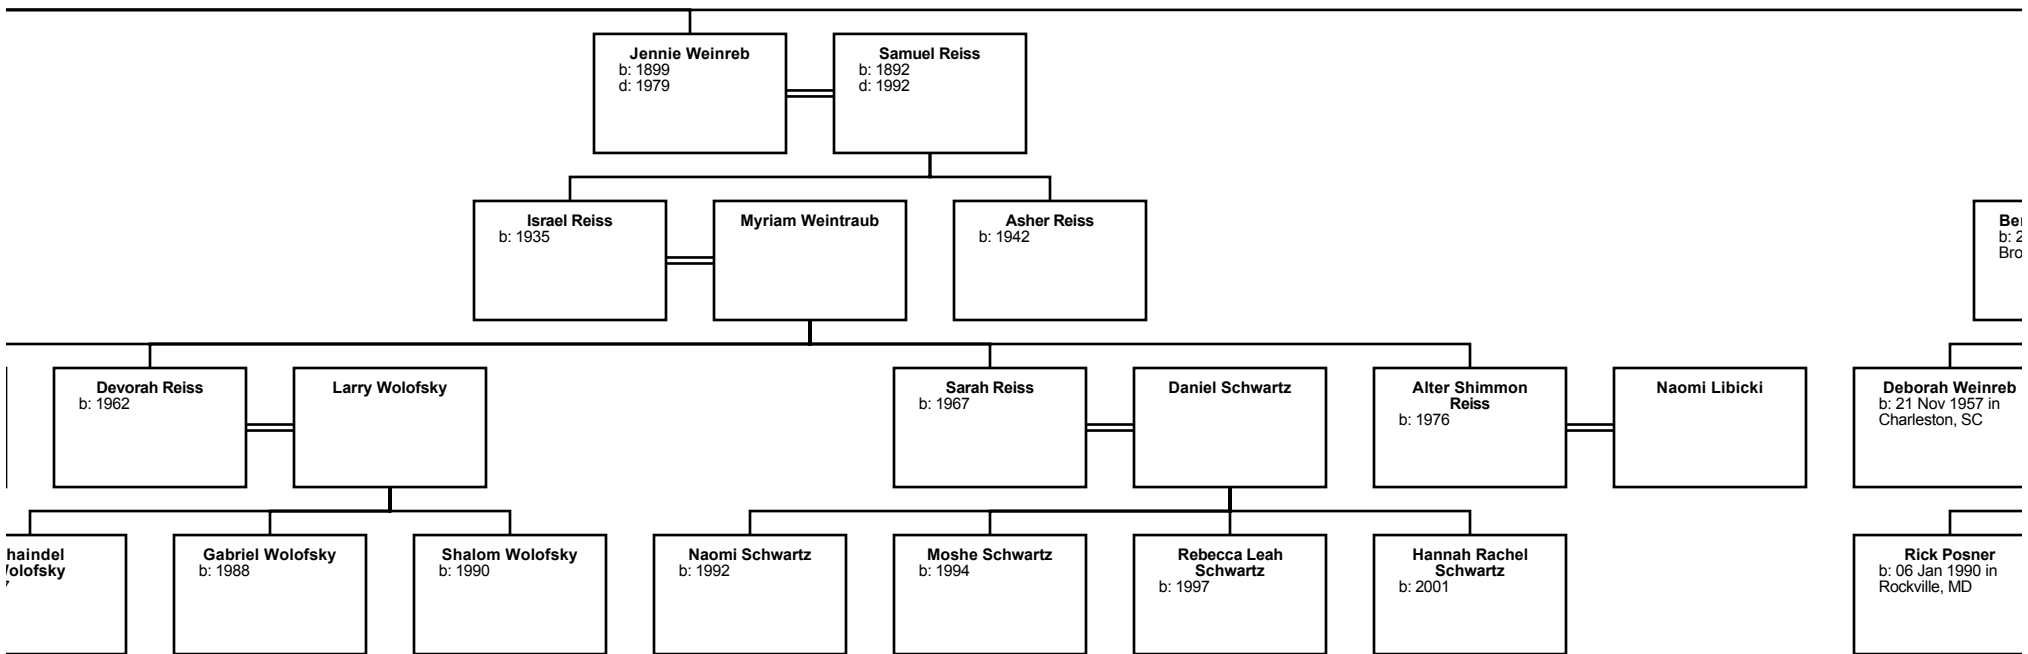 Jennie Weinreb
b: 1899
d: 1979
Samuel Reiss
b: 1892
d: 1992
Israel Reiss
b: 1935
Myriam Weintraub
Asher Reiss
b: 1942
b: 2
Devorah Reiss
b: 1962
Larry Wolofsky
Sarah Reiss
b: 1967
Daniel Schwartz
Alter Shimmon
Reiss
b: 1976
Naomi Libicki
Deborah Weinreb
b: 21 Nov 1957 in
Charleston, SC
haindel
olofsky
Gabriel Wolofsky
b: 1988
Shalom Wolofsky
b: 1990
Naomi Schwartz
b: 1992
Moshe Schwartz
b: 1994
Rebecca Leah
Schwartz
b: 1997
Hannah Rachel
Schwartz
b: 2001
Rick Posner
b: 06 Jan 1990 in
Rockville, MD